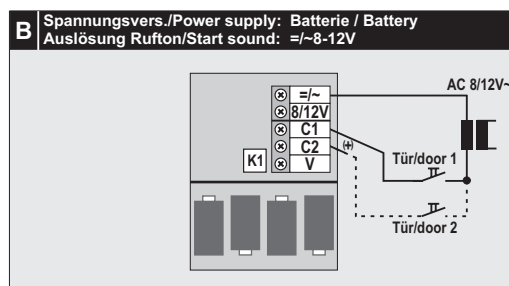 B
Spannungsvers./Power supply: Batterie / Battery
Auslösung Rufton/Start sound: =/~8-12V
AC 8/12V~
=/~
8/12V
C1
C2
(+)
K1
V
Tür/door 1
Tür/door 2